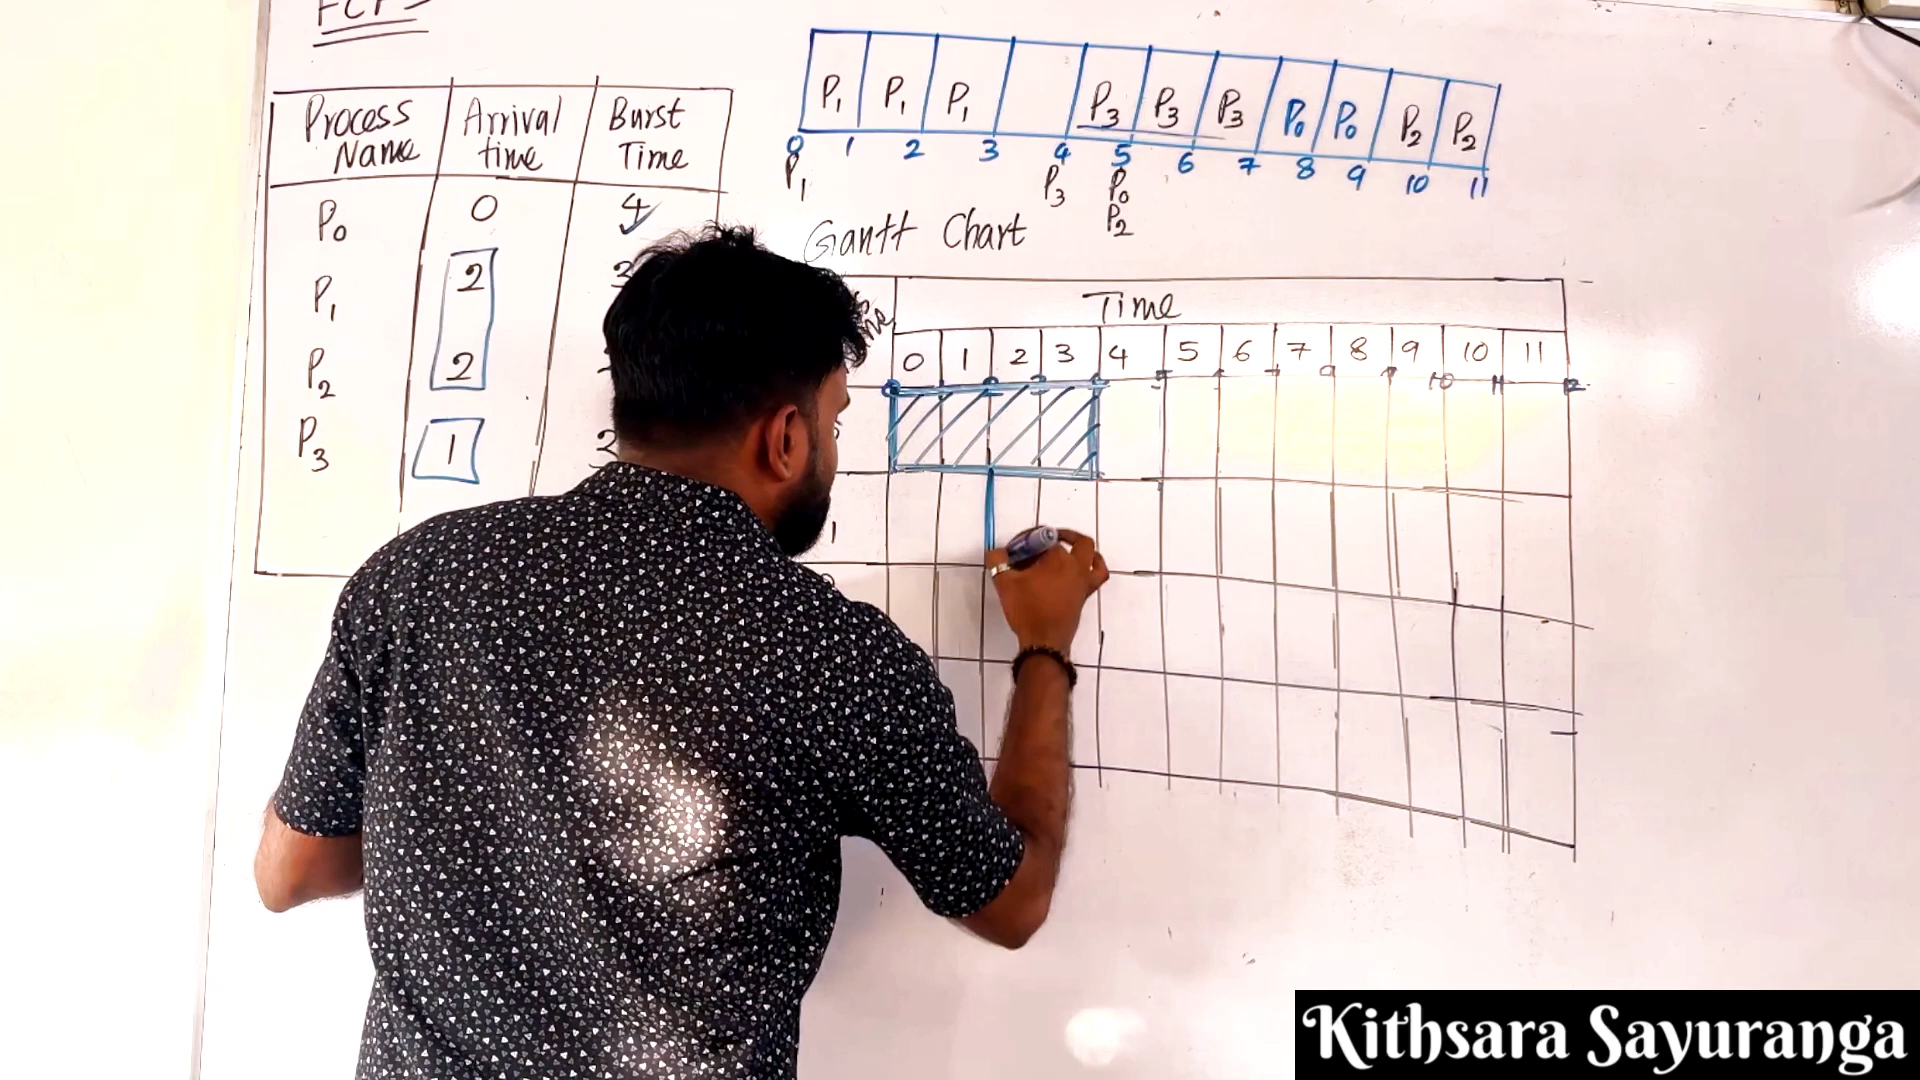 FCFS
Process Name Arrival time Burst Time
P0 0 4
P1 2 3
P2 2
P3 1
P1 P1 P1 P3 P3 P3 P0 P0 P2 P2
0 1 2 3 4 5 6 7 8 9 10 11
P1 P3 P0
P2
Gantt Chart
Time
0 1 2 3 4 5 6 7 8 9 10 11
Kithsara Sayuranga